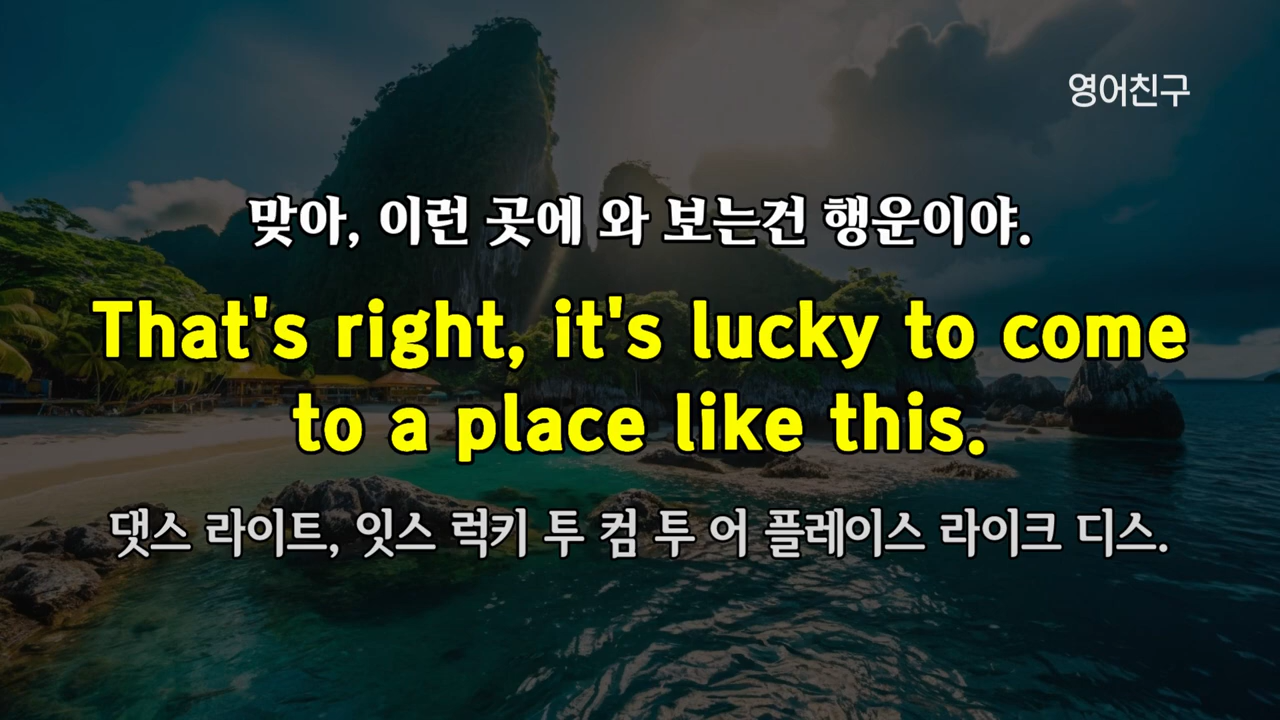 영어친구
맞아, 이런 곳에 와 보는건 행운이야.
That's right, it's lucky to come
to a place like this.
댓스 라이트, 잇스 럭키 투 컴 투 어 플레이스 라이크 디스.